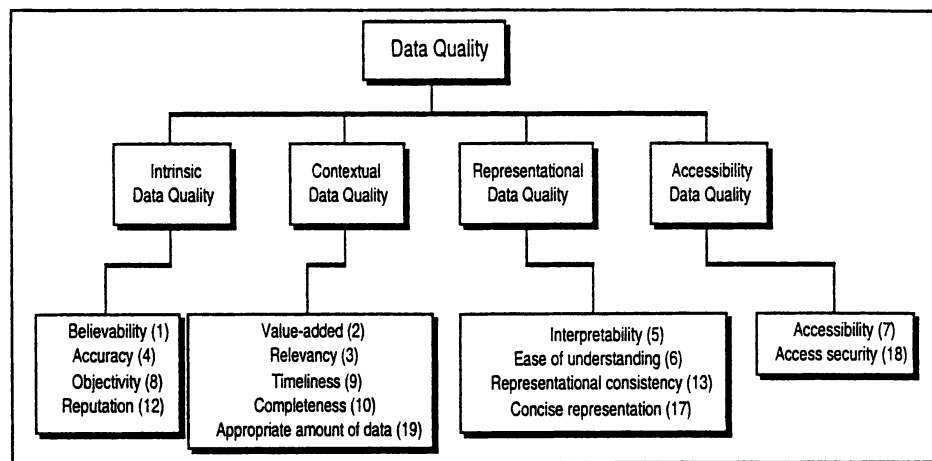 Data Quality
Intrinsic
Data Quality
Contextual
Data Quality
Representational
Data Quality
Accessibility
Data Quality
Believability (1)
Accuracy (4)
Objectivity (8)
Reputation (12)
Value-added (2)
Relevancy (3)
Timeliness (9)
Completeness (10)
Appropriate amount of data (19)
Interpretability (5)
Ease of understanding (6)
Representational consistency (13)
Concise representation (17)
Accessibility (7)
Access security (18)